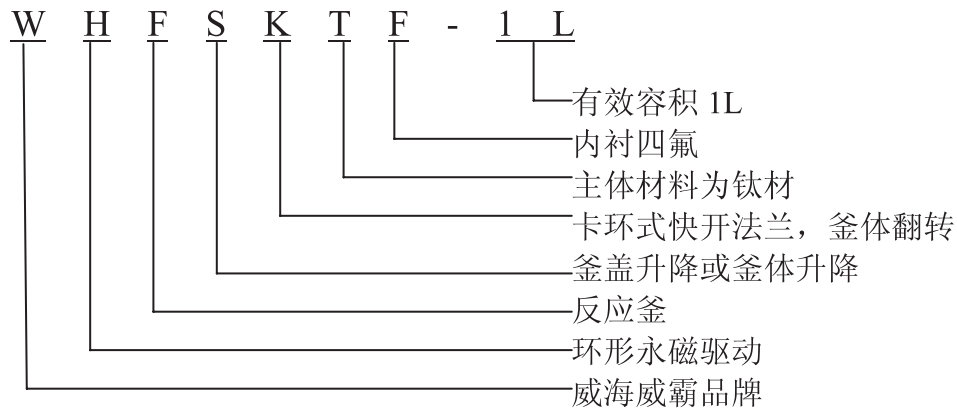 W H F S K T F - 1 L
有效容积 1L
内衬四氟
主体材料为钛材
卡环式快开法兰，釜体翻转
釜盖升降或釜体升降
反应釜
环形永磁驱动
威海威霸品牌